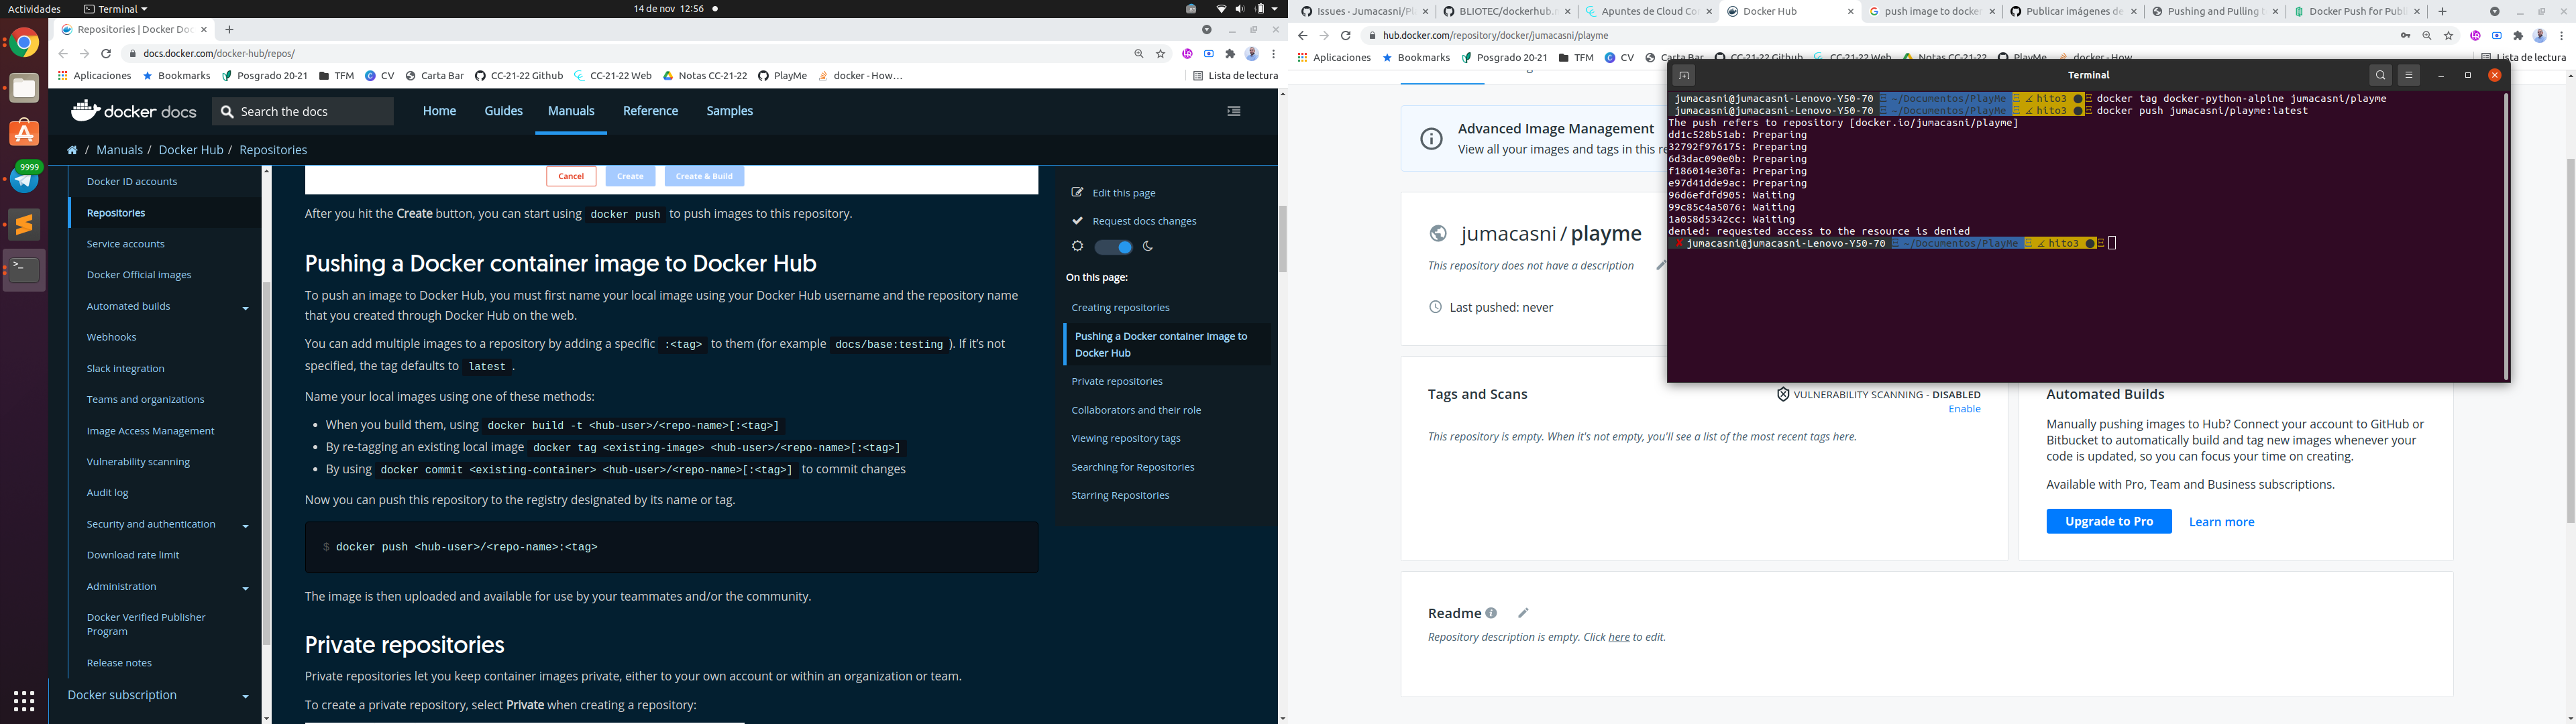 Actividades
Terminal
14 de nov 12:56
Repositories | Docker Doc
docs.docker.com/docker-hub/repos/
Aplicaciones
Bookmarks
Posgrado 20-21
TFM
CV
Carta Bar
CC-21-22 Github
CC-21-22 Web
Notas CC-21-22
PlayMe
docker - How…
Lista de lectura
9999
docker docs
Search the docs
Home
Guides
Manuals
Reference
Samples
/ Manuals / Docker Hub / Repositories
Docker ID accounts
Repositories
Service accounts
Docker Official Images
Automated builds
Webhooks
Slack integration
Teams and organizations
Image Access Management
Vulnerability scanning
Audit log
Security and authentication
Download rate limit
Administration
Docker Verified Publisher
Program
Release notes
Docker subscription
Cancel
Create
Create & Build
After you hit the Create button, you can start using docker push to push images to this repository.
Pushing a Docker container image to Docker Hub
To push an image to Docker Hub, you must first name your local image using your Docker Hub username and the repository name
that you created through Docker Hub on the web.
You can add multiple images to a repository by adding a specific :<tag> to them (for example docs/base:testing ). If it's not
specified, the tag defaults to latest .
Name your local images using one of these methods:
• When you build them, using docker build -t <hub-user>/<repo-name>[:<tag>]
• By re-tagging an existing local image docker tag <existing-image> <hub-user>/<repo-name>[:<tag>]
• By using docker commit <existing-container> <hub-user>/<repo-name>[:<tag>] to commit changes
Now you can push this repository to the registry designated by its name or tag.
$ docker push <hub-user>/<repo-name>:<tag>
The image is then uploaded and available for use by your teammates and/or the community.
Private repositories
Private repositories let you keep container images private, either to your own account or within an organization or team.
To create a private repository, select Private when creating a repository:
Edit this page
Request docs changes
On this page:
Creating repositories
Pushing a Docker container image to
Docker Hub
Private repositories
Collaborators and their role
Viewing repository tags
Searching for Repositories
Starring Repositories
Issues · Jumacasni/Pl
BLIOTEC/dockerhub.
Apuntes de Cloud Co
Docker Hub
push image to docker
Publicar imágenes de
Pushing and Pulling t
Docker Push for Publ
hub.docker.com/repository/docker/jumacasni/playme
Aplicaciones
Bookmarks
Posgrado 20-21
TFM
CV
Carta Bar
CC-21-22 Github
CC-21-22 Web
Notas CC-21-22
PlayMe
docker - How
Lista de lectura
Terminal
jumacasni@jumacasni-Lenovo-Y50-70 ~/Documentos/PlayMe hito3 ● docker tag docker-python-alpine jumacasni/playme
jumacasni@jumacasni-Lenovo-Y50-70 ~/Documentos/PlayMe hito3 ● docker push jumacasni/playme:latest
The push refers to repository [docker.io/jumacasni/playme]
dd1c528b51ab: Preparing
32792f976175: Preparing
6d3dac090e0b: Preparing
f186014e30fa: Preparing
e97d41dde9ac: Preparing
96d6efdfd905: Waiting
99c85c4a5076: Waiting
1a058d5342cc: Waiting
denied: requested access to the resource is denied
✘ jumacasni@jumacasni-Lenovo-Y50-70 ~/Documentos/PlayMe hito3 ●
Advanced Image Management
View all your images and tags in this re
jumacasni / playme
This repository does not have a description
Last pushed: never
Tags and Scans
VULNERABILITY SCANNING - DISABLED
Enable
This repository is empty. When it's not empty, you'll see a list of the most recent tags here.
Automated Builds
Manually pushing images to Hub? Connect your account to GitHub or
Bitbucket to automatically build and tag new images whenever your
code is updated, so you can focus your time on creating.
Available with Pro, Team and Business subscriptions.
Upgrade to Pro
Learn more
Readme
Repository description is empty. Click here to edit.